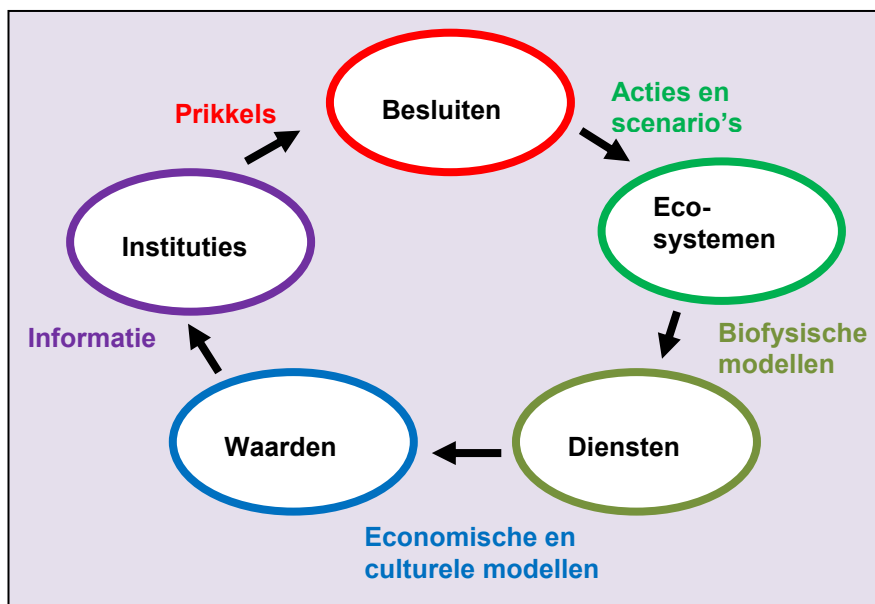 Besluiten
Acties en
scenario's
Eco-
systemen
Biofysische
modellen
Diensten
Economische en
culturele modellen
Waarden
Informatie
Instituties
Prikkels